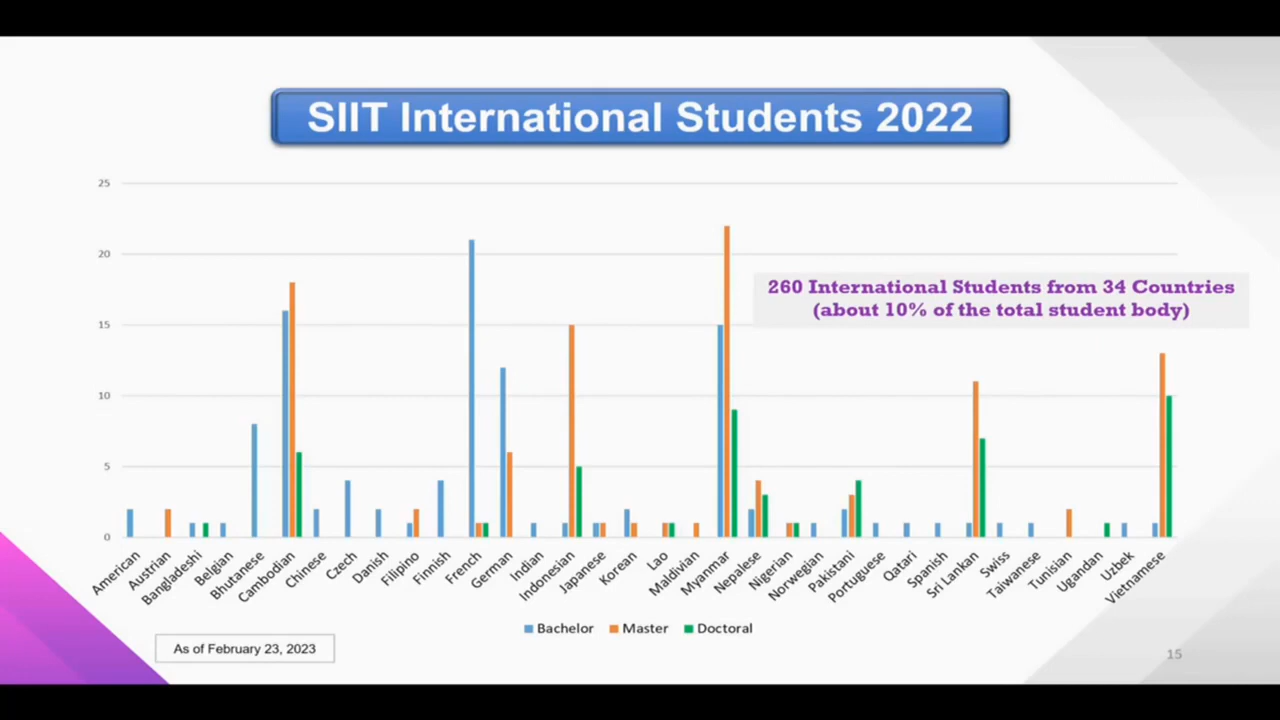 SIIT International Students 2022
25
20
15
10
5
0
260 International Students from 34 Countries
(about 10% of the total student body)
American
Austrian
Bangladeshi
Belgian
Bhutanese
Cambodian
Chinese
Czech
Danish
Filipino
Finnish
French
German
Indian
Indonesian
Japanese
Korean
Lao
Maldivian
Myanmar
Nepalese
Nigerian
Norwegian
Pakistani
Portuguese
Qatari
Spanish
Sri Lankan
Swiss
Taiwanese
Tunisian
Ugandan
Uzbek
Vietnamese
Bachelor Master Doctoral
As of February 23, 2023
15